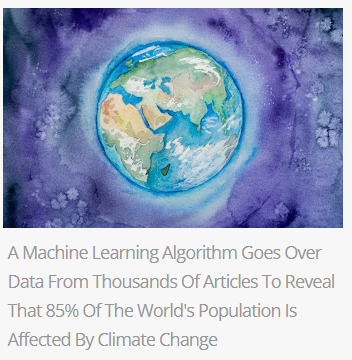 A Machine Learning Algorithm Goes Over
Data From Thousands Of Articles To Reveal
That 85% Of The World's Population Is
Affected By Climate Change